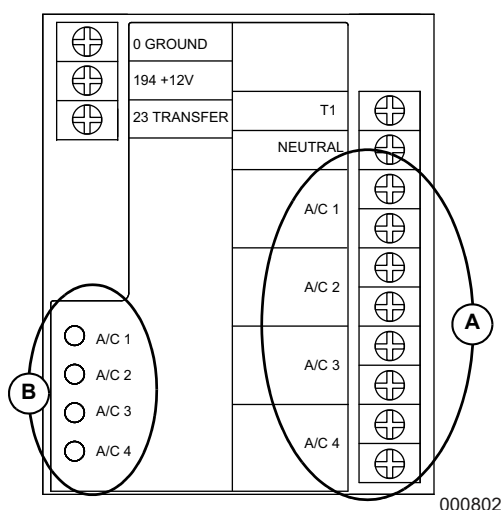 0 GROUND
194 +12V
23 TRANSFER
T1
NEUTRAL
A/C 1
A/C 2
A/C 3
A/C 4
A
A/C 1
A/C 2
A/C 3
A/C 4
B
000802